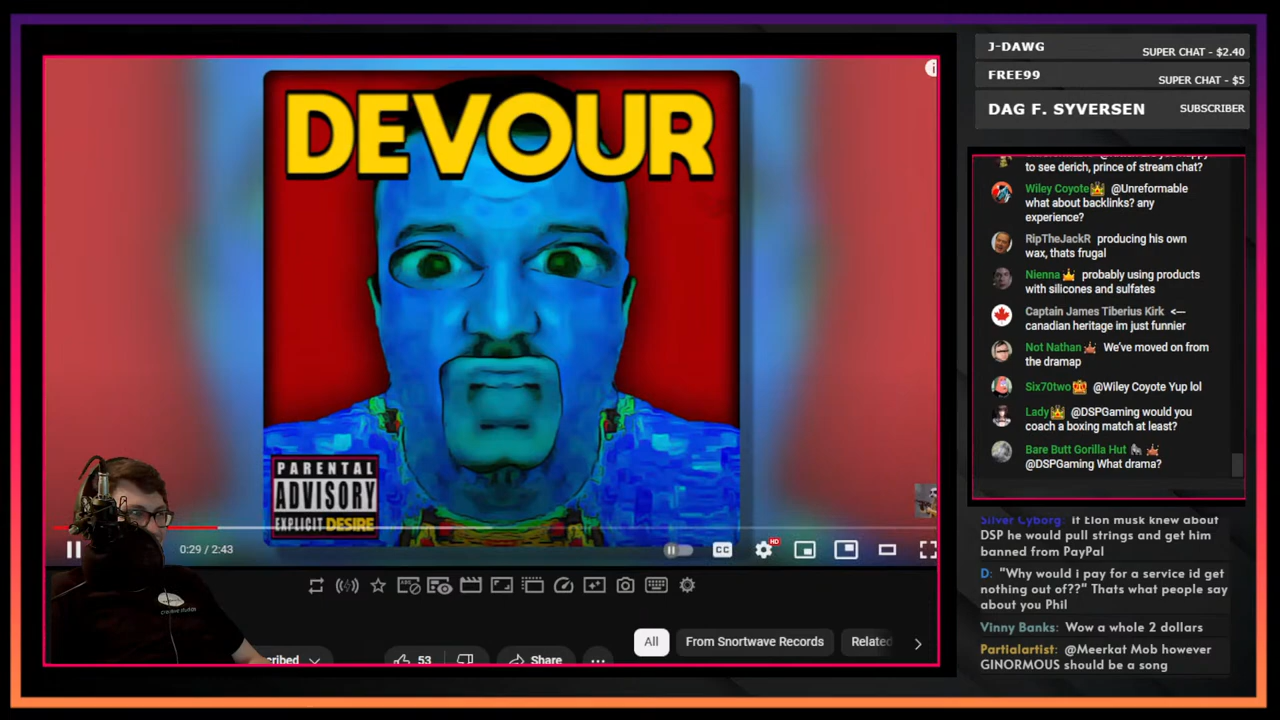 DEVOUR
PARENTAL
ADVISORY
EXPLICIT DESIRE
0:29 / 2:43
CC
HD
All
From Snortwave Records
Related
cribed
53
Share
J-DAWG
SUPER CHAT - $2.40
FREE99
SUPER CHAT - $5
DAG F. SYVERSEN
SUBSCRIBER
to see derich, prince of stream chat?
Wiley Coyote @Unreformable
what about backlinks? any
experience?
RipTheJackR producing his own
wax, thats frugal
Nienna probably using products
with silicones and sulfates
Captain James Tiberius Kirk <—
canadian heritage im just funnier
Not Nathan We've moved on from
the dramap
Six70two @Wiley Coyote Yup lol
Lady @DSPGaming would you
coach a boxing match at least?
Bare Butt Gorilla Hut
@DSPGaming What drama?
Silver Cyborg: If Elon musk knew about
DSP he would pull strings and get him
banned from PayPal
D: "Why would i pay for a service id get
nothing out of??" Thats what people say
about you Phil
Vinny Banks: Wow a whole 2 dollars
Partialartist: @Meerkat Mob however
GINORMOUS should be a song